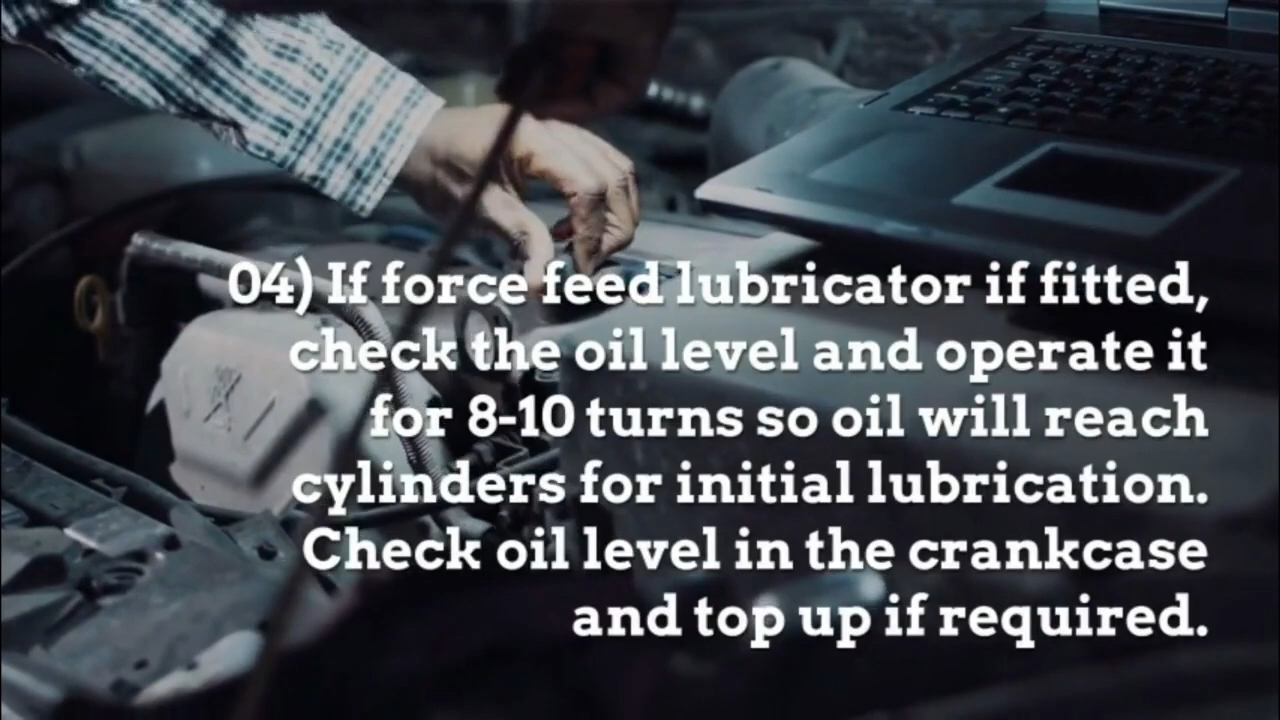 04) If force feed lubricator if fitted,
check the oil level and operate it
for 8-10 turns so oil will reach
cylinders for initial lubrication.
Check oil level in the crankcase
and top up if required.